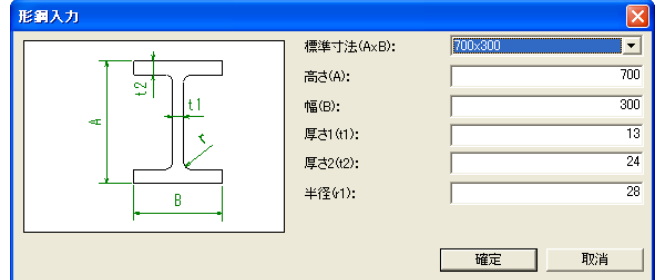 形鋼入力
標準寸法(A×B): 700x300
高さ(A): 700
幅(B): 300
厚さ1(t1): 13
厚さ2(t2): 24
半径(r1): 28
t2
t1
A
r
B
確定 取消